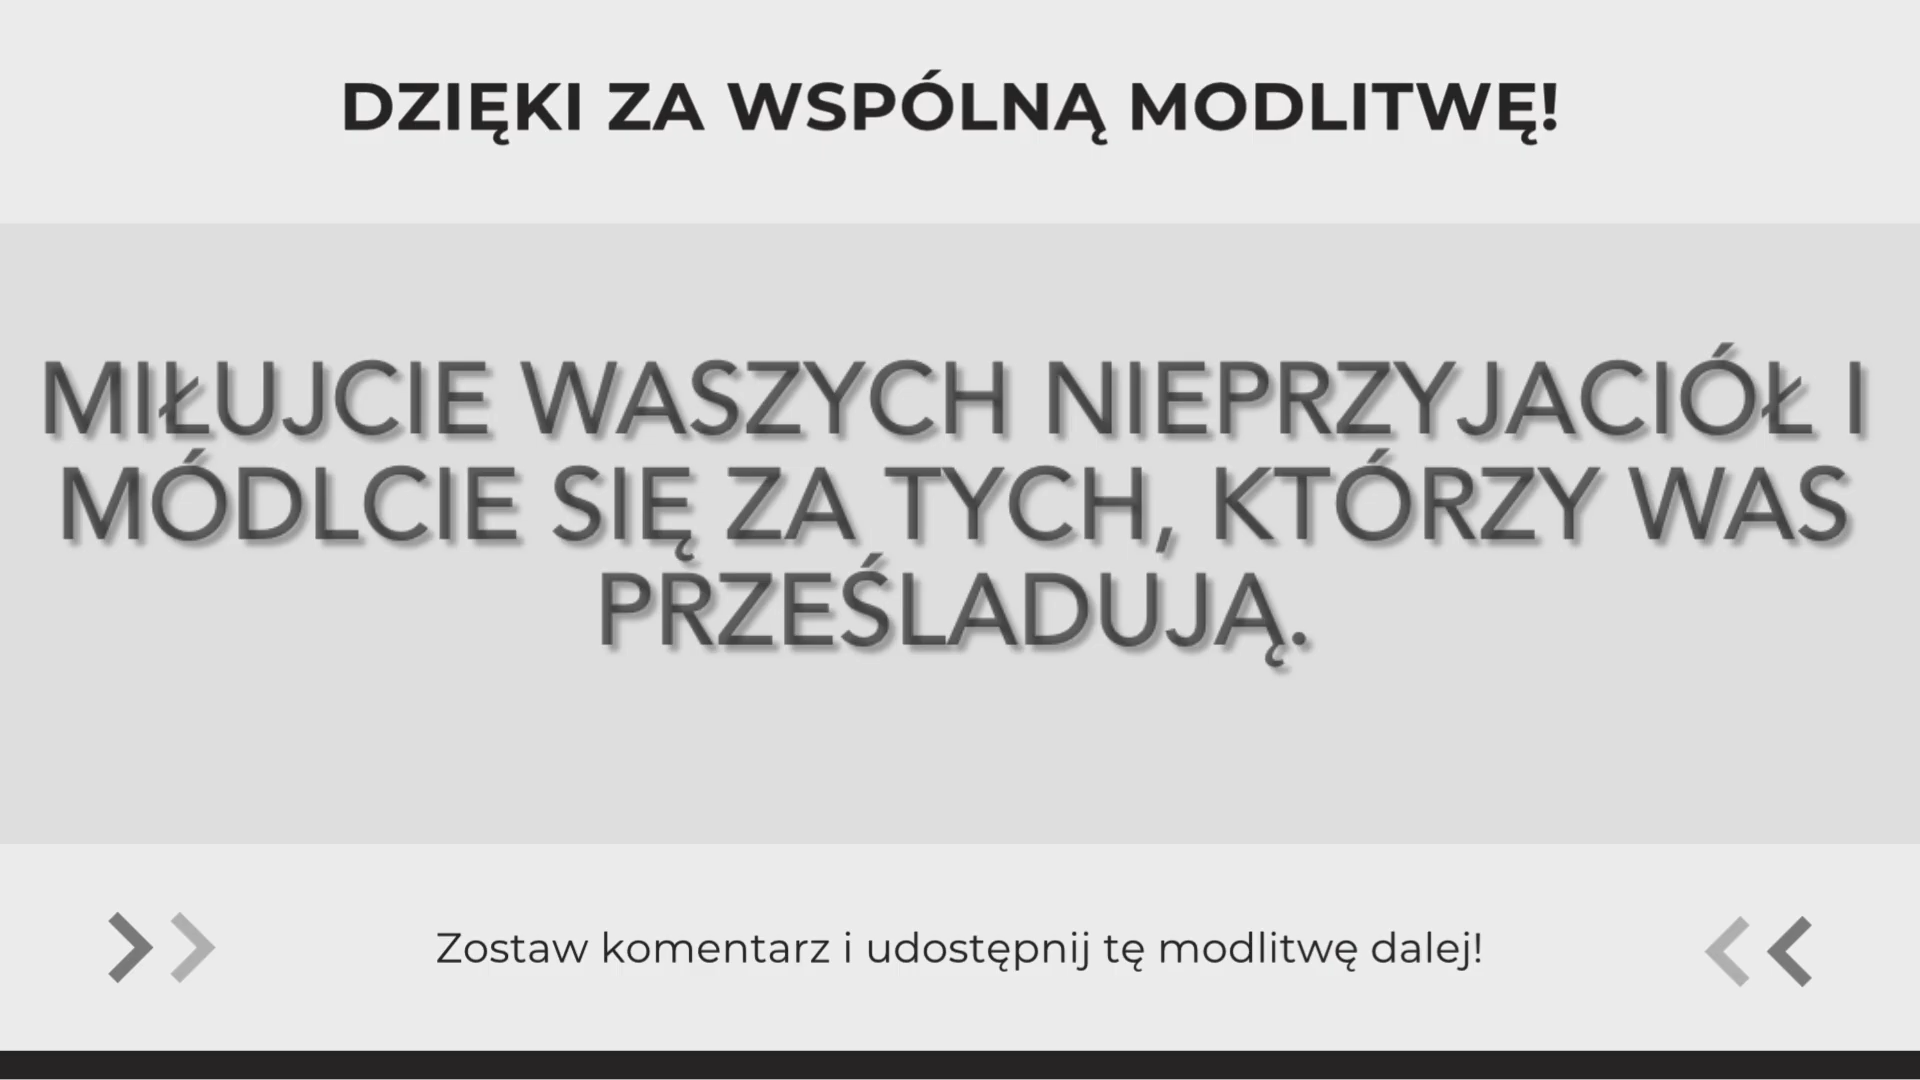 DZIĘKI ZA WSPÓLNĄ MODLITWĘ!
MIŁUJCIE WASZYCH NIEPRZYJACIÓŁ I
MÓDLCIE SIĘ ZA TYCH, KTÓRZY WAS
PRZEŚLADUJĄ.
Zostaw komentarz i udostępnij tę modlitwę dalej!